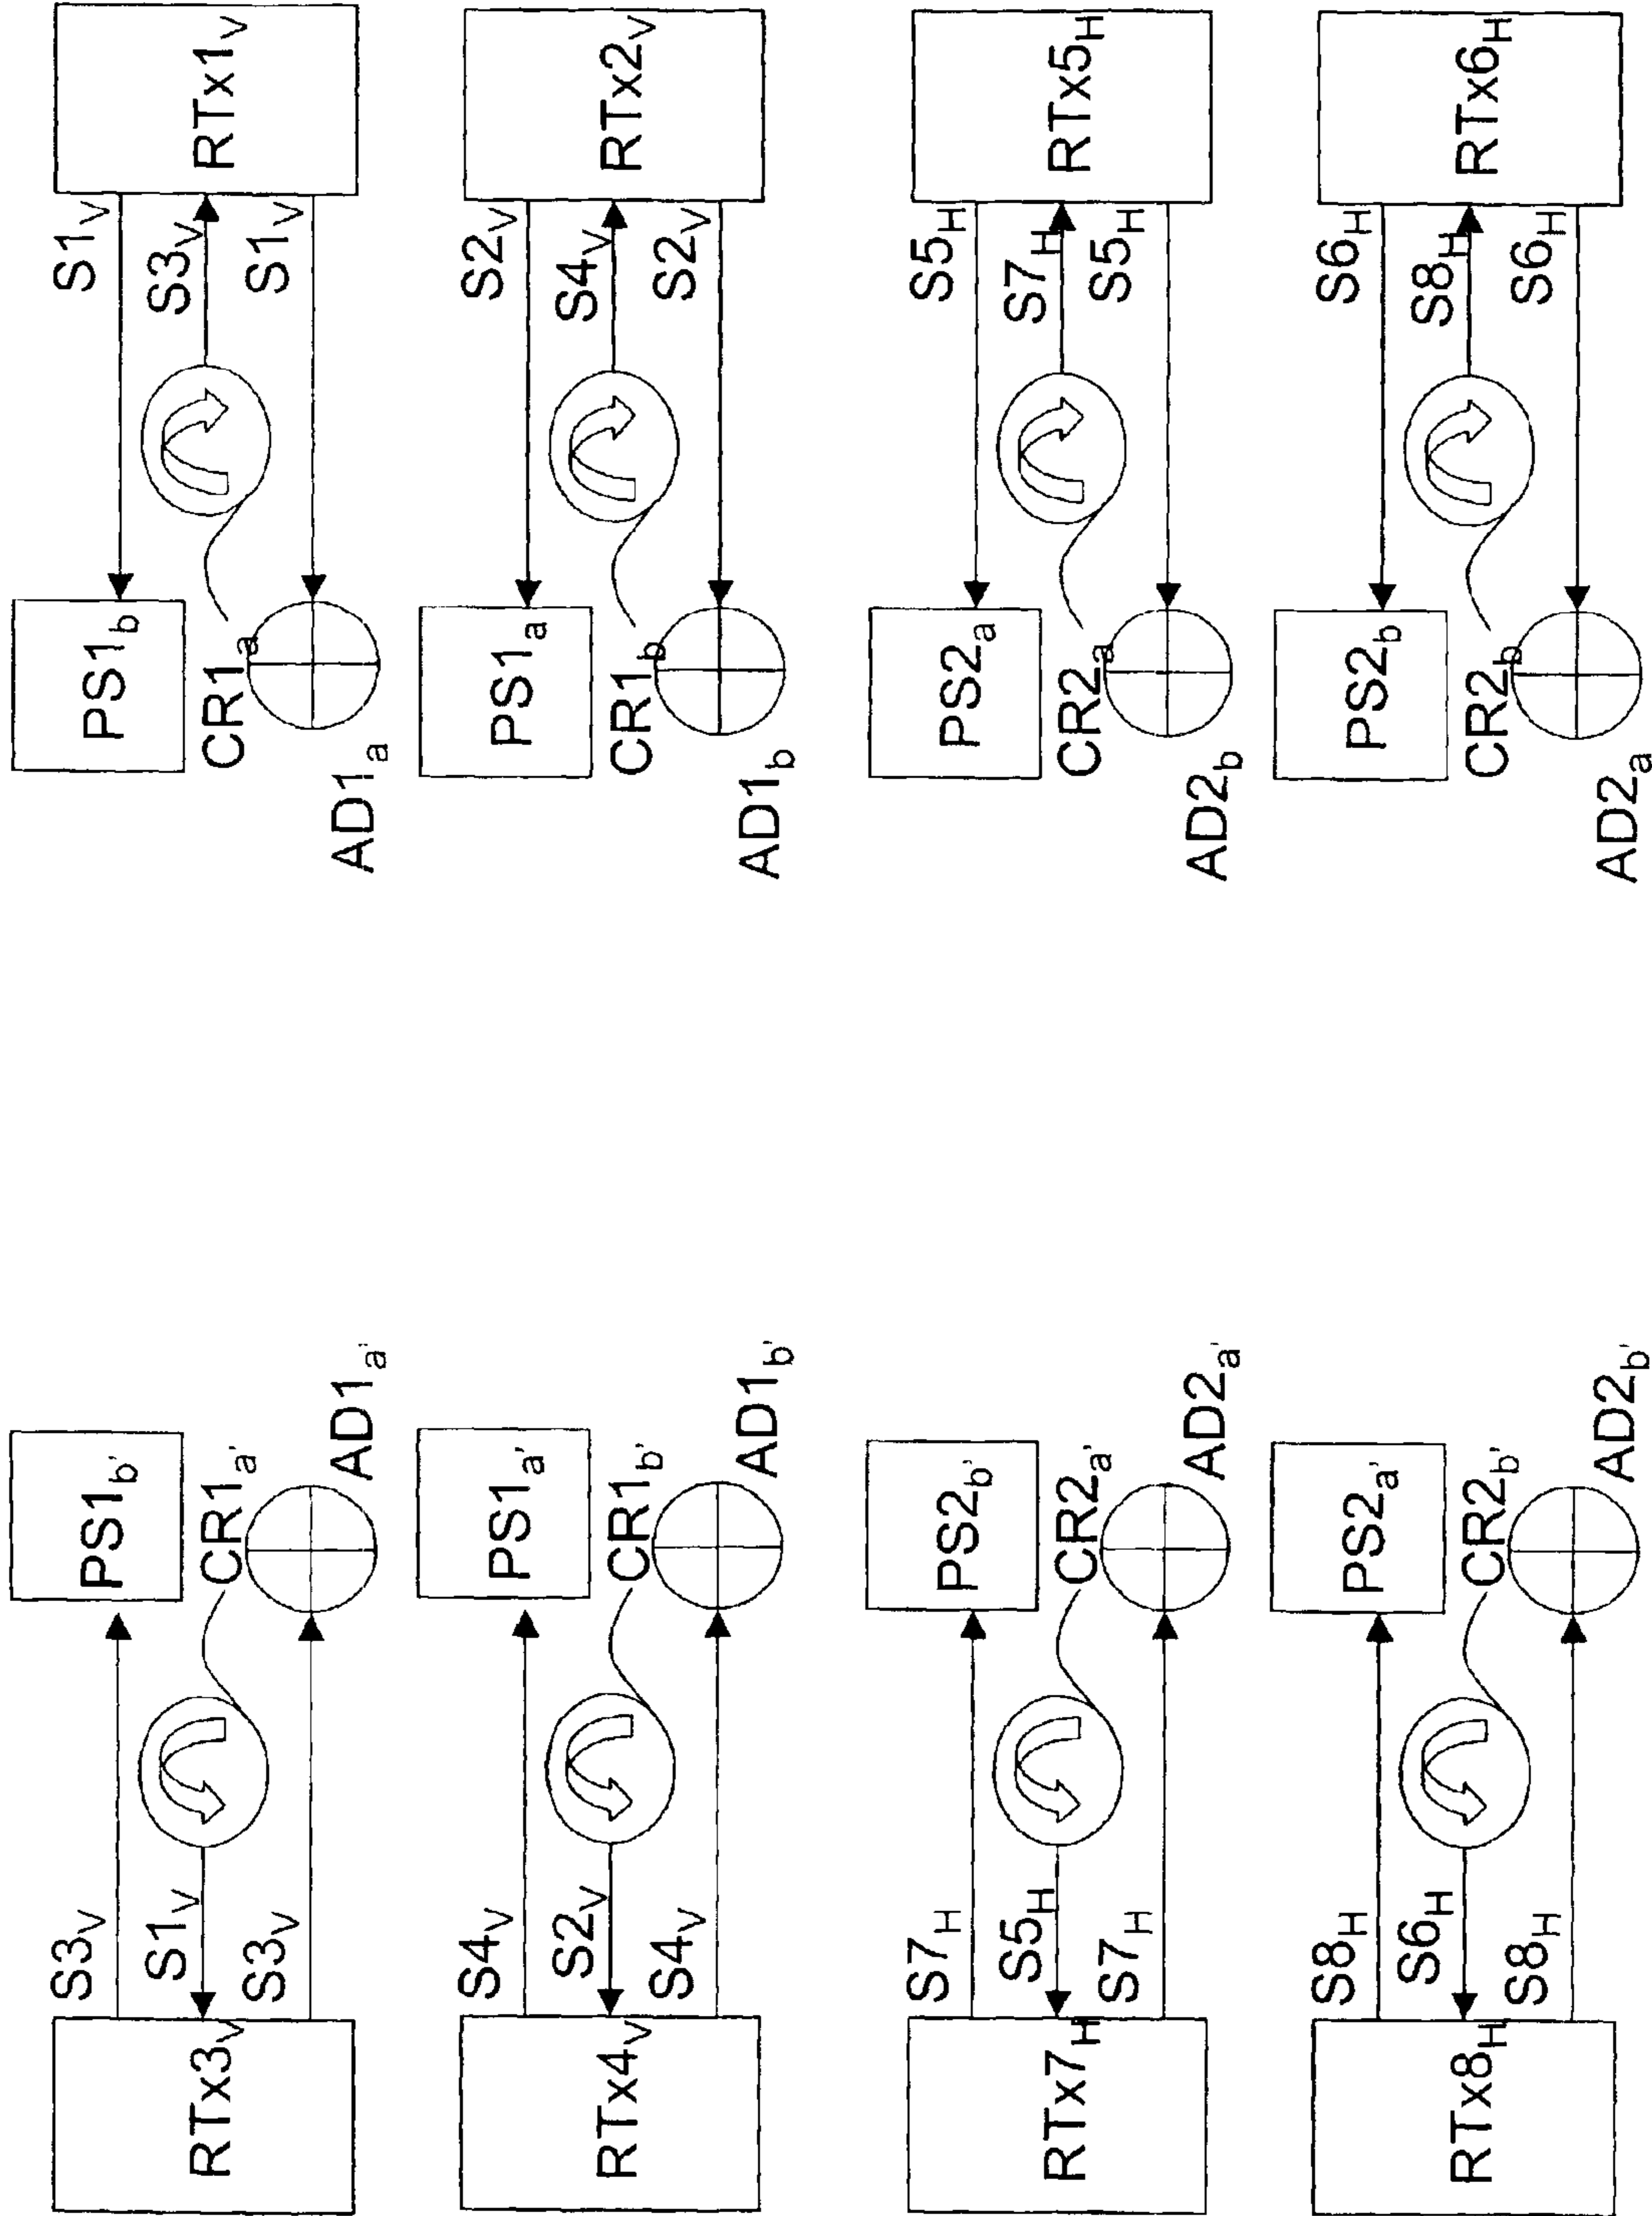 RTx1V
S1V
S3V
S1V
PS1b
CR1a
AD1a
RTx2V
S2V
S4V
S2V
PS1a
CR1b
AD1b
RTx5H
S5H
S7H
S5H
PS2a
CR2a
AD2b
RTx6H
S6H
S8H
S6H
PS2b
CR2b
AD2a
PS1b'
CR1a'
AD1a'
S3V
S1V
S3V
RTx3V
PS1a'
CR1b'
AD1b'
S4V
S2V
S4V
RTx4V
PS2b'
CR2a'
AD2a'
S7H
S5H
S7H
RTx7H
PS2a'
CR2b'
AD2b'
S8H
S6H
S8H
RTx8H